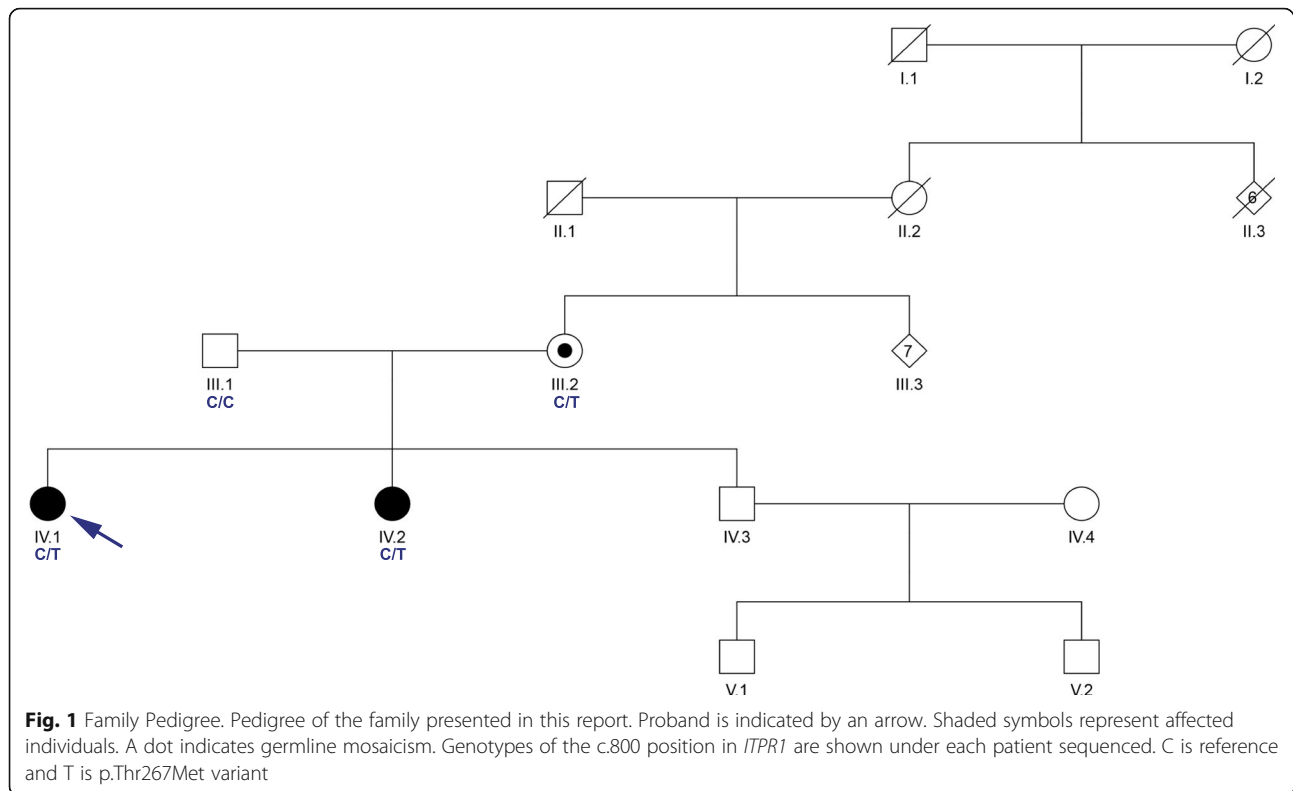 I.1 I.2
6
II.1 II.2 II.3
7
III.1 III.2 III.3
C/C C/T
IV.1 IV.2 IV.3 IV.4
C/T C/T
V.1 V.2
Fig. 1 Family Pedigree. Pedigree of the family presented in this report. Proband is indicated by an arrow. Shaded symbols represent affected
individuals. A dot indicates germline mosaicism. Genotypes of the c.800 position in ITPR1 are shown under each patient sequenced. C is reference
and T is p.Thr267Met variant